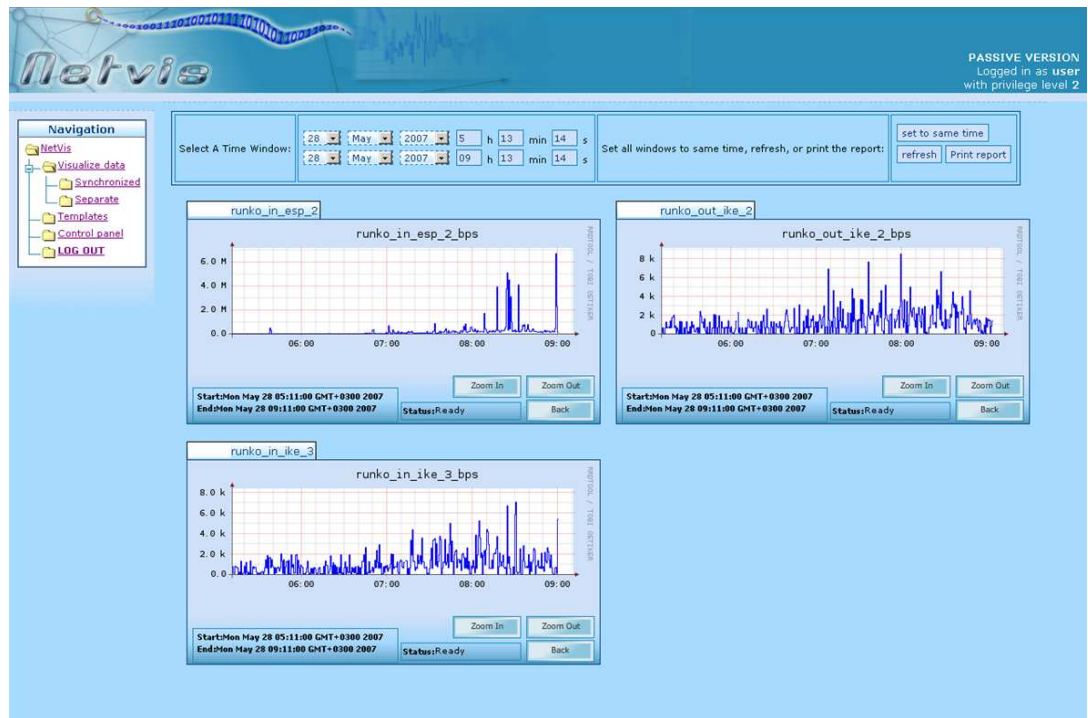 10100101111010101100
Netvis
PASSIVE VERSION
Logged in as user
with privilege level 2
Navigation
NetVis
Visualize data
Synchronized
Separate
Templates
Control panel
LOG OUT
Select A Time Window:
28 May 2007 5 h 13 min 14 s
28 May 2007 09 h 13 min 14 s
Set all windows to same time, refresh, or print the report:
set to same time
refresh Print report
runko_in_esp_2
runko_in_esp_2_bps
RRDTOOL / TOBI OETIKER
6.0 M
4.0 M
2.0 M
0.0
06:00 07:00 08:00 09:00
Zoom In Zoom Out
Start:Mon May 28 05:11:00 GMT+0300 2007
End:Mon May 28 09:11:00 GMT+0300 2007
Status:Ready
Back
runko_out_ike_2
runko_out_ike_2_bps
RRDTOOL / TOBI OETIKER
8 k
6 k
4 k
2 k
0
06:00 07:00 08:00 09:00
Zoom In Zoom Out
Start:Mon May 28 05:11:00 GMT+0300 2007
End:Mon May 28 09:11:00 GMT+0300 2007
Status:Ready
Back
runko_in_ike_3
runko_in_ike_3_bps
RRDTOOL / TOBI OETIKER
8.0 k
6.0 k
4.0 k
2.0 k
0.0
06:00 07:00 08:00 09:00
Zoom In Zoom Out
Start:Mon May 28 05:11:00 GMT+0300 2007
End:Mon May 28 09:11:00 GMT+0300 2007
Status:Ready
Back